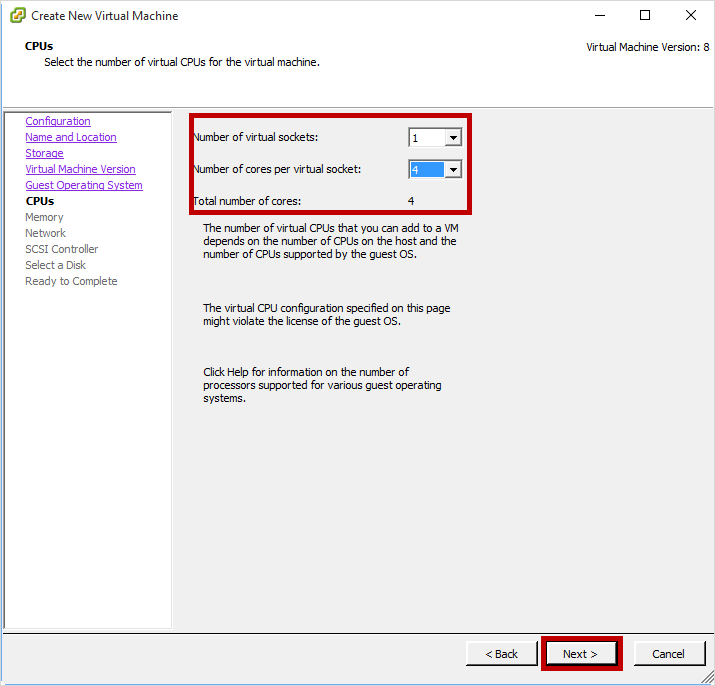 Create New Virtual Machine
CPUs
Select the number of virtual CPUs for the virtual machine.
Virtual Machine Version: 8
Configuration
Name and Location
Storage
Virtual Machine Version
Guest Operating System
CPUs
Memory
Network
SCSI Controller
Select a Disk
Ready to Complete
Number of virtual sockets: 1
Number of cores per virtual socket: 4
Total number of cores: 4
The number of virtual CPUs that you can add to a VM
depends on the number of CPUs on the host and the
number of CPUs supported by the guest OS.
The virtual CPU configuration specified on this page
might violate the license of the guest OS.
Click Help for information on the number of
processors supported for various guest operating
systems.
< Back Next > Cancel